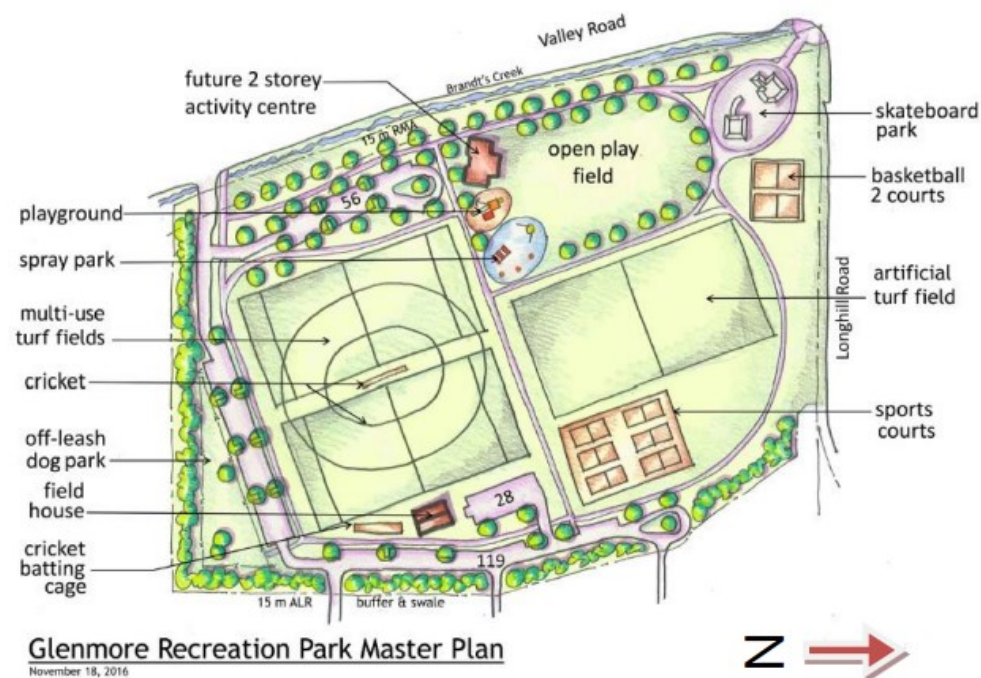 Valley Road
Brandt's Creek
future 2 storey
activity centre
15 m RMA
open play
field
skateboard
park
basketball
2 courts
playground
56
spray park
artificial
turf field
Longhill Road
multi-use
turf fields
cricket
sports
courts
off-leash
dog park
field
house
28
cricket
batting
cage
119
15 m ALR
buffer & swale
Glenmore Recreation Park Master Plan
November 18, 2016
N